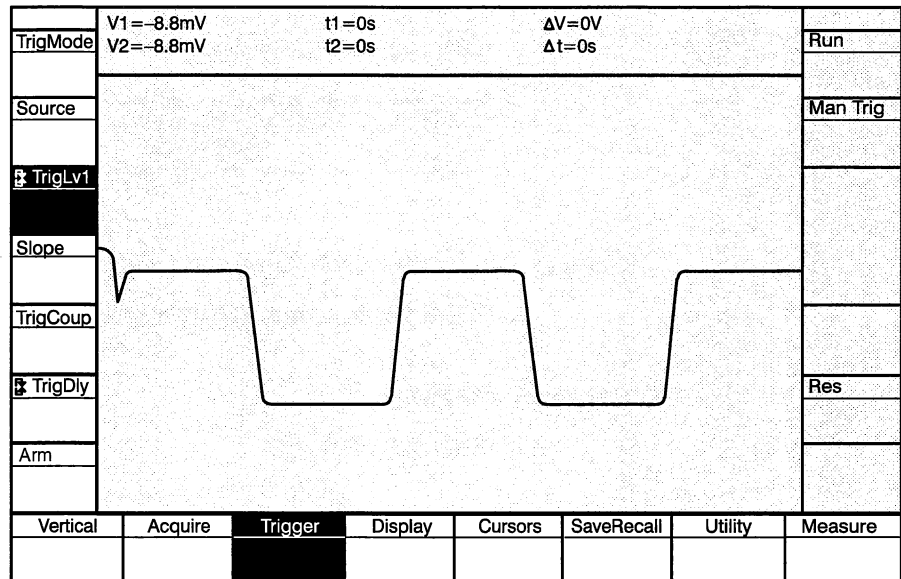 V1=–8.8mV t1=0s ΔV=0V
V2=–8.8mV t2=0s Δt=0s
TrigMode
Source
TrigLv1
Slope
TrigCoup
TrigDly
Arm
Run
Man Trig
Res
Vertical Acquire Trigger Display Cursors SaveRecall Utility Measure